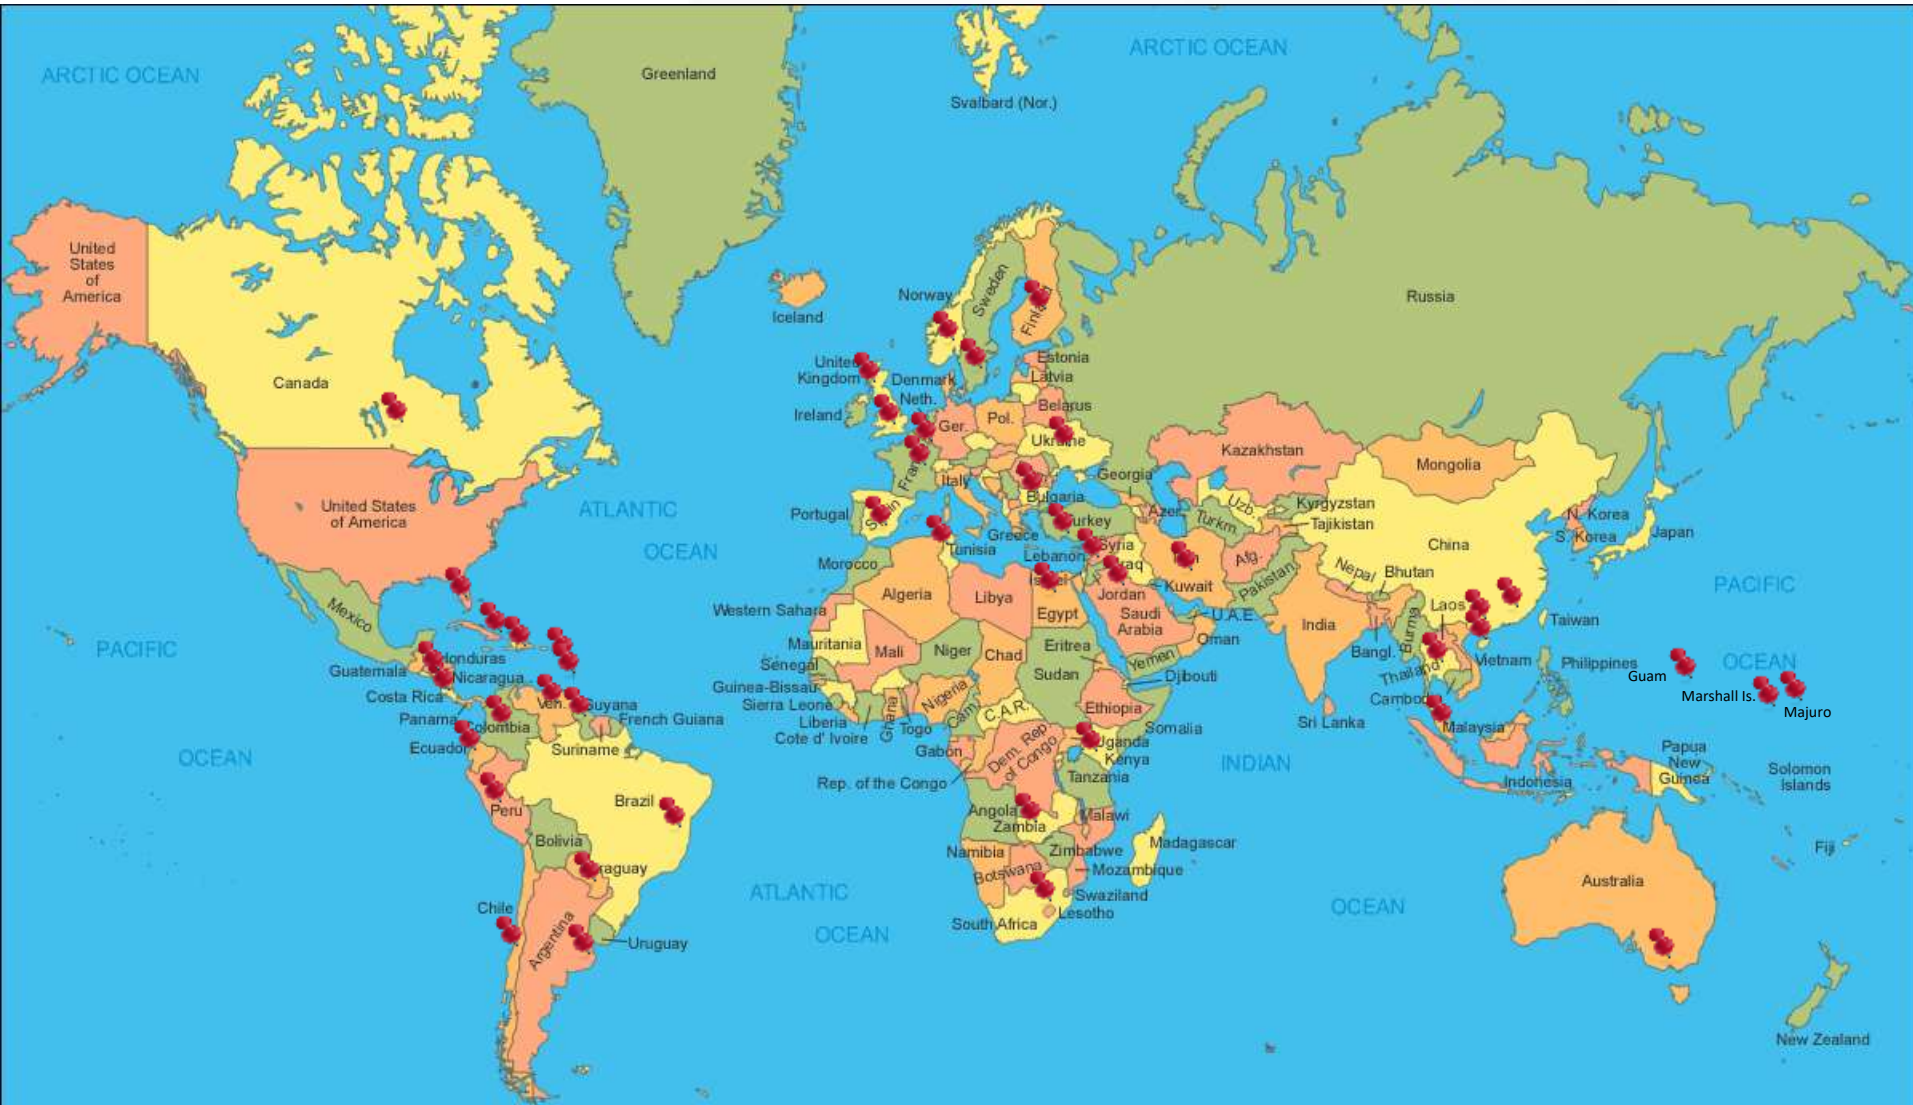 ARCTIC OCEAN
Greenland
ARCTIC OCEAN
Svalbard (Nor.)
United
States
of
America
Canada
Iceland
Norway
Sweden
Russia
Estonia
Latvia
United
Kingdom
Denmark
Neth.
Ireland
Belarus
Ger.
Pol.
Ukraine
Kazakhstan
Mongolia
Italy
Georgia
Bulgaria
United States
of America
ATLANTIC
OCEAN
Portugal
Azer.
Turkm.
Uzb.
Kyrgyzstan
Tajikistan
N. Korea
S. Korea
Japan
China
Greece
Tunisia
Lebanon
Syria
Afg.
Pakistan
Nepal
Bhutan
Morocco
Algeria
Libya
Egypt
Jordan
Kuwait
Saudi
Arabia
U.A.E.
Oman
PACIFIC
Mexico
Western Sahara
Mauritania
Mali
Niger
Chad
Eritrea
Sudan
Yemen
India
Bangl.
Burma
Laos
Taiwan
PACIFIC
OCEAN
Guatemala
Nicaragua
Costa Rica
Panama
Senegal
Guinea-Bissau
Sierra Leone
Liberia
Cote d' Ivoire
Ghana
Togo
Nigeria
Cam.
C.A.R.
Djibouti
Ethiopia
Somalia
Sri Lanka
Thailand
Vietnam
Philippines
Guam
Marshall Is.
Majuro
Ven.
French Guiana
Suriname
Ecuador
Gabon
Rep. of the Congo
Dem. Rep.
of Congo
Uganda
Kenya
Tanzania
INDIAN
Malaysia
Indonesia
Papua
New
Guinea
Solomon
Islands
OCEAN
Peru
Brazil
Bolivia
Angola
Zambia
Malawi
Zimbabwe
Mozambique
Madagascar
Namibia
Botswana
Swaziland
Lesotho
South Africa
Australia
Fiji
ATLANTIC
OCEAN
OCEAN
Chile
Argentina
Uruguay
New Zealand